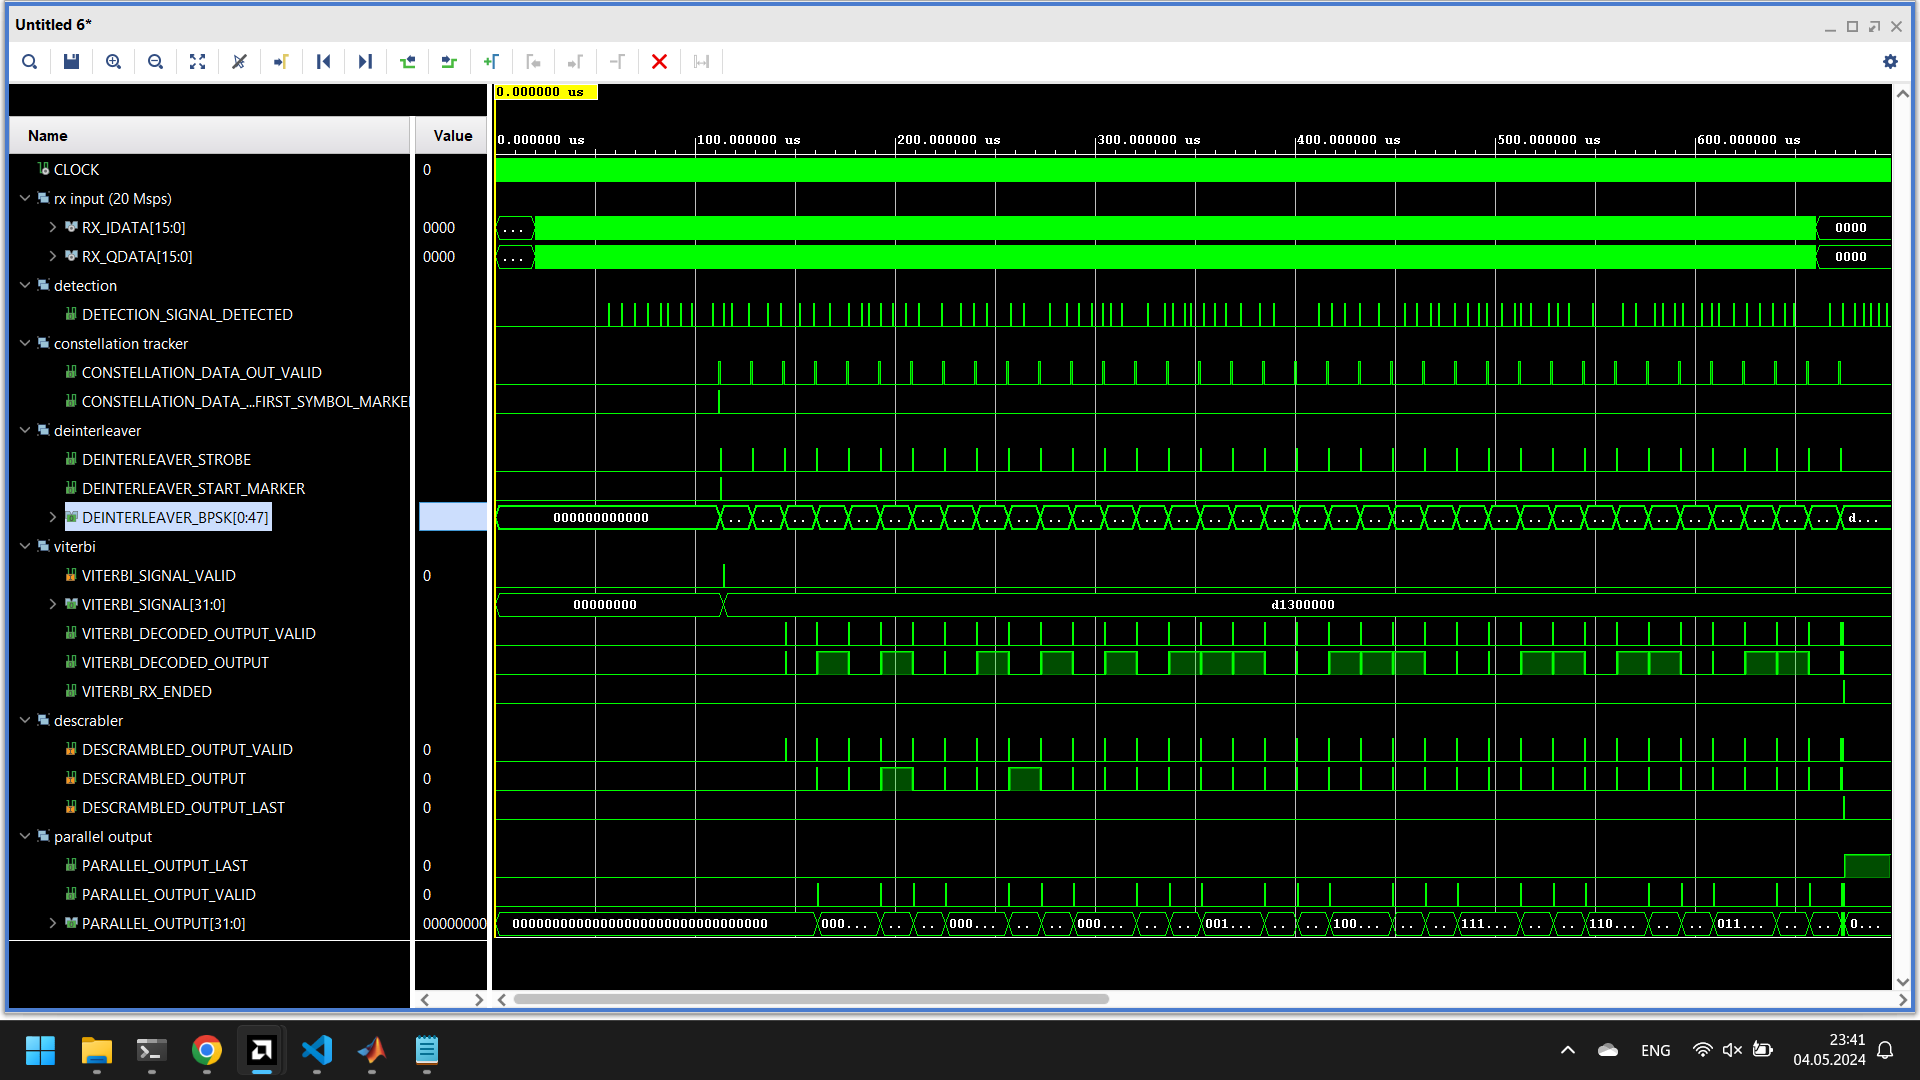 Untitled 6*
0.000000 us
Name
Value
0.000000 us 100.000000 us 200.000000 us 300.000000 us 400.000000 us 500.000000 us 600.000000 us
CLOCK 0
rx input (20 Msps)
RX_IDATA[15:0] 0000 ... 0000
RX_QDATA[15:0] 0000 ... 0000
detection
DETECTION_SIGNAL_DETECTED
constellation tracker
CONSTELLATION_DATA_OUT_VALID
CONSTELLATION_DATA_...FIRST_SYMBOL_MARKE
deinterleaver
DEINTERLEAVER_STROBE
DEINTERLEAVER_START_MARKER
DEINTERLEAVER_BPSK[0:47] 000000000000 .. .. .. .. .. .. .. .. .. .. .. .. .. .. .. .. .. .. .. .. .. .. .. .. .. .. .. .. .. .. .. .. .. .. .. d...
viterbi
VITERBI_SIGNAL_VALID 0
VITERBI_SIGNAL[31:0] 00000000 d1300000
VITERBI_DECODED_OUTPUT_VALID
VITERBI_DECODED_OUTPUT
VITERBI_RX_ENDED
descrabler
DESCRAMBLED_OUTPUT_VALID 0
DESCRAMBLED_OUTPUT 0
DESCRAMBLED_OUTPUT_LAST 0
parallel output
PARALLEL_OUTPUT_LAST 0
PARALLEL_OUTPUT_VALID 0
PARALLEL_OUTPUT[31:0] 00000000 00000000000000000000000000000000 000... .. .. 000... .. .. 000... .. .. 001... .. .. 100... .. .. 111... .. .. 110... .. .. 011... .. .. 0...
ENG
23:41
04.05.2024